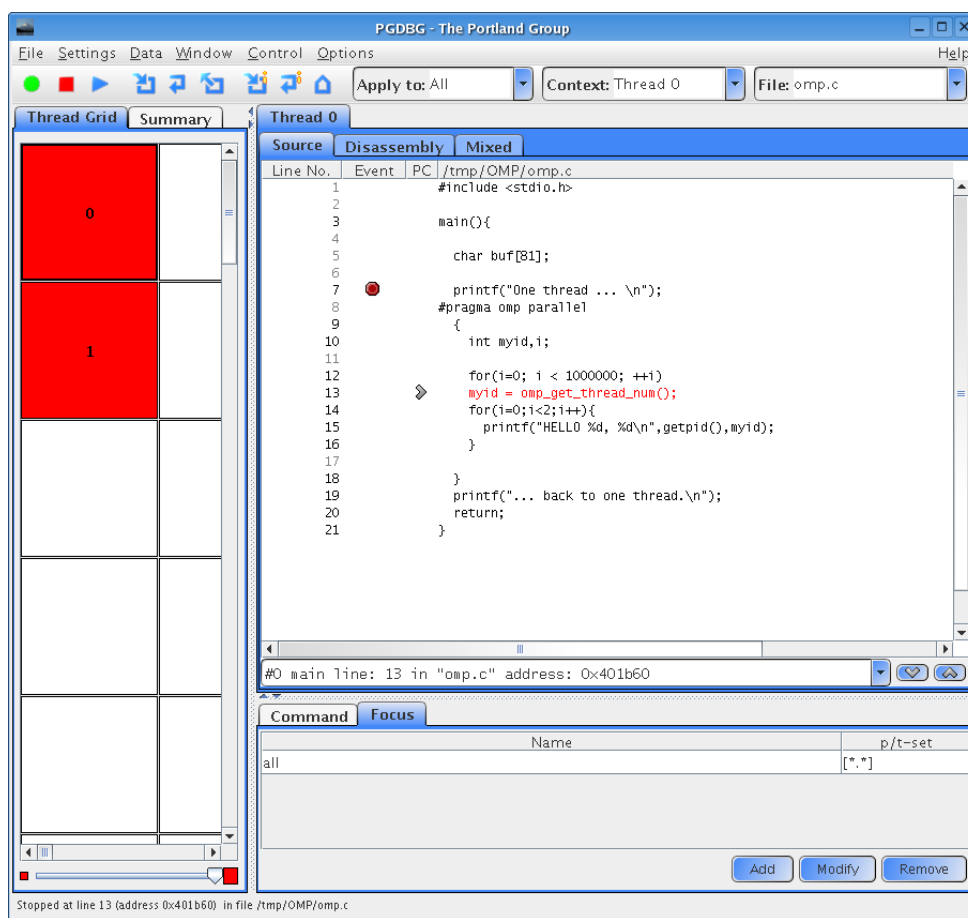 PGDBG - The Portland Group
File Settings Data Window Control Options Help
Apply to: All Context: Thread 0 File: omp.c
Thread Grid Summary
0
1
Thread 0
Source Disassembly Mixed
Line No. Event PC /tmp/OMP/omp.c
1 #include <stdio.h>
2
3 main(){
4
5 char buf[81];
6
7 printf("One thread ... \n");
8 #pragma omp parallel
9 {
10 int myid,i;
11
12 for(i=0; i < 1000000; ++i)
13 myid = omp_get_thread_num();
14 for(i=0;i<2;i++){
15 printf("HELLO %d, %d\n",getpid(),myid);
16 }
17
18 }
19 printf("... back to one thread.\n");
20 return;
21 }
#0 main line: 13 in "omp.c" address: 0x401b60
Command Focus
Name p/t-set
all [*.*]
Add Modify Remove
Stopped at line 13 (address 0x401b60) in file /tmp/OMP/omp.c